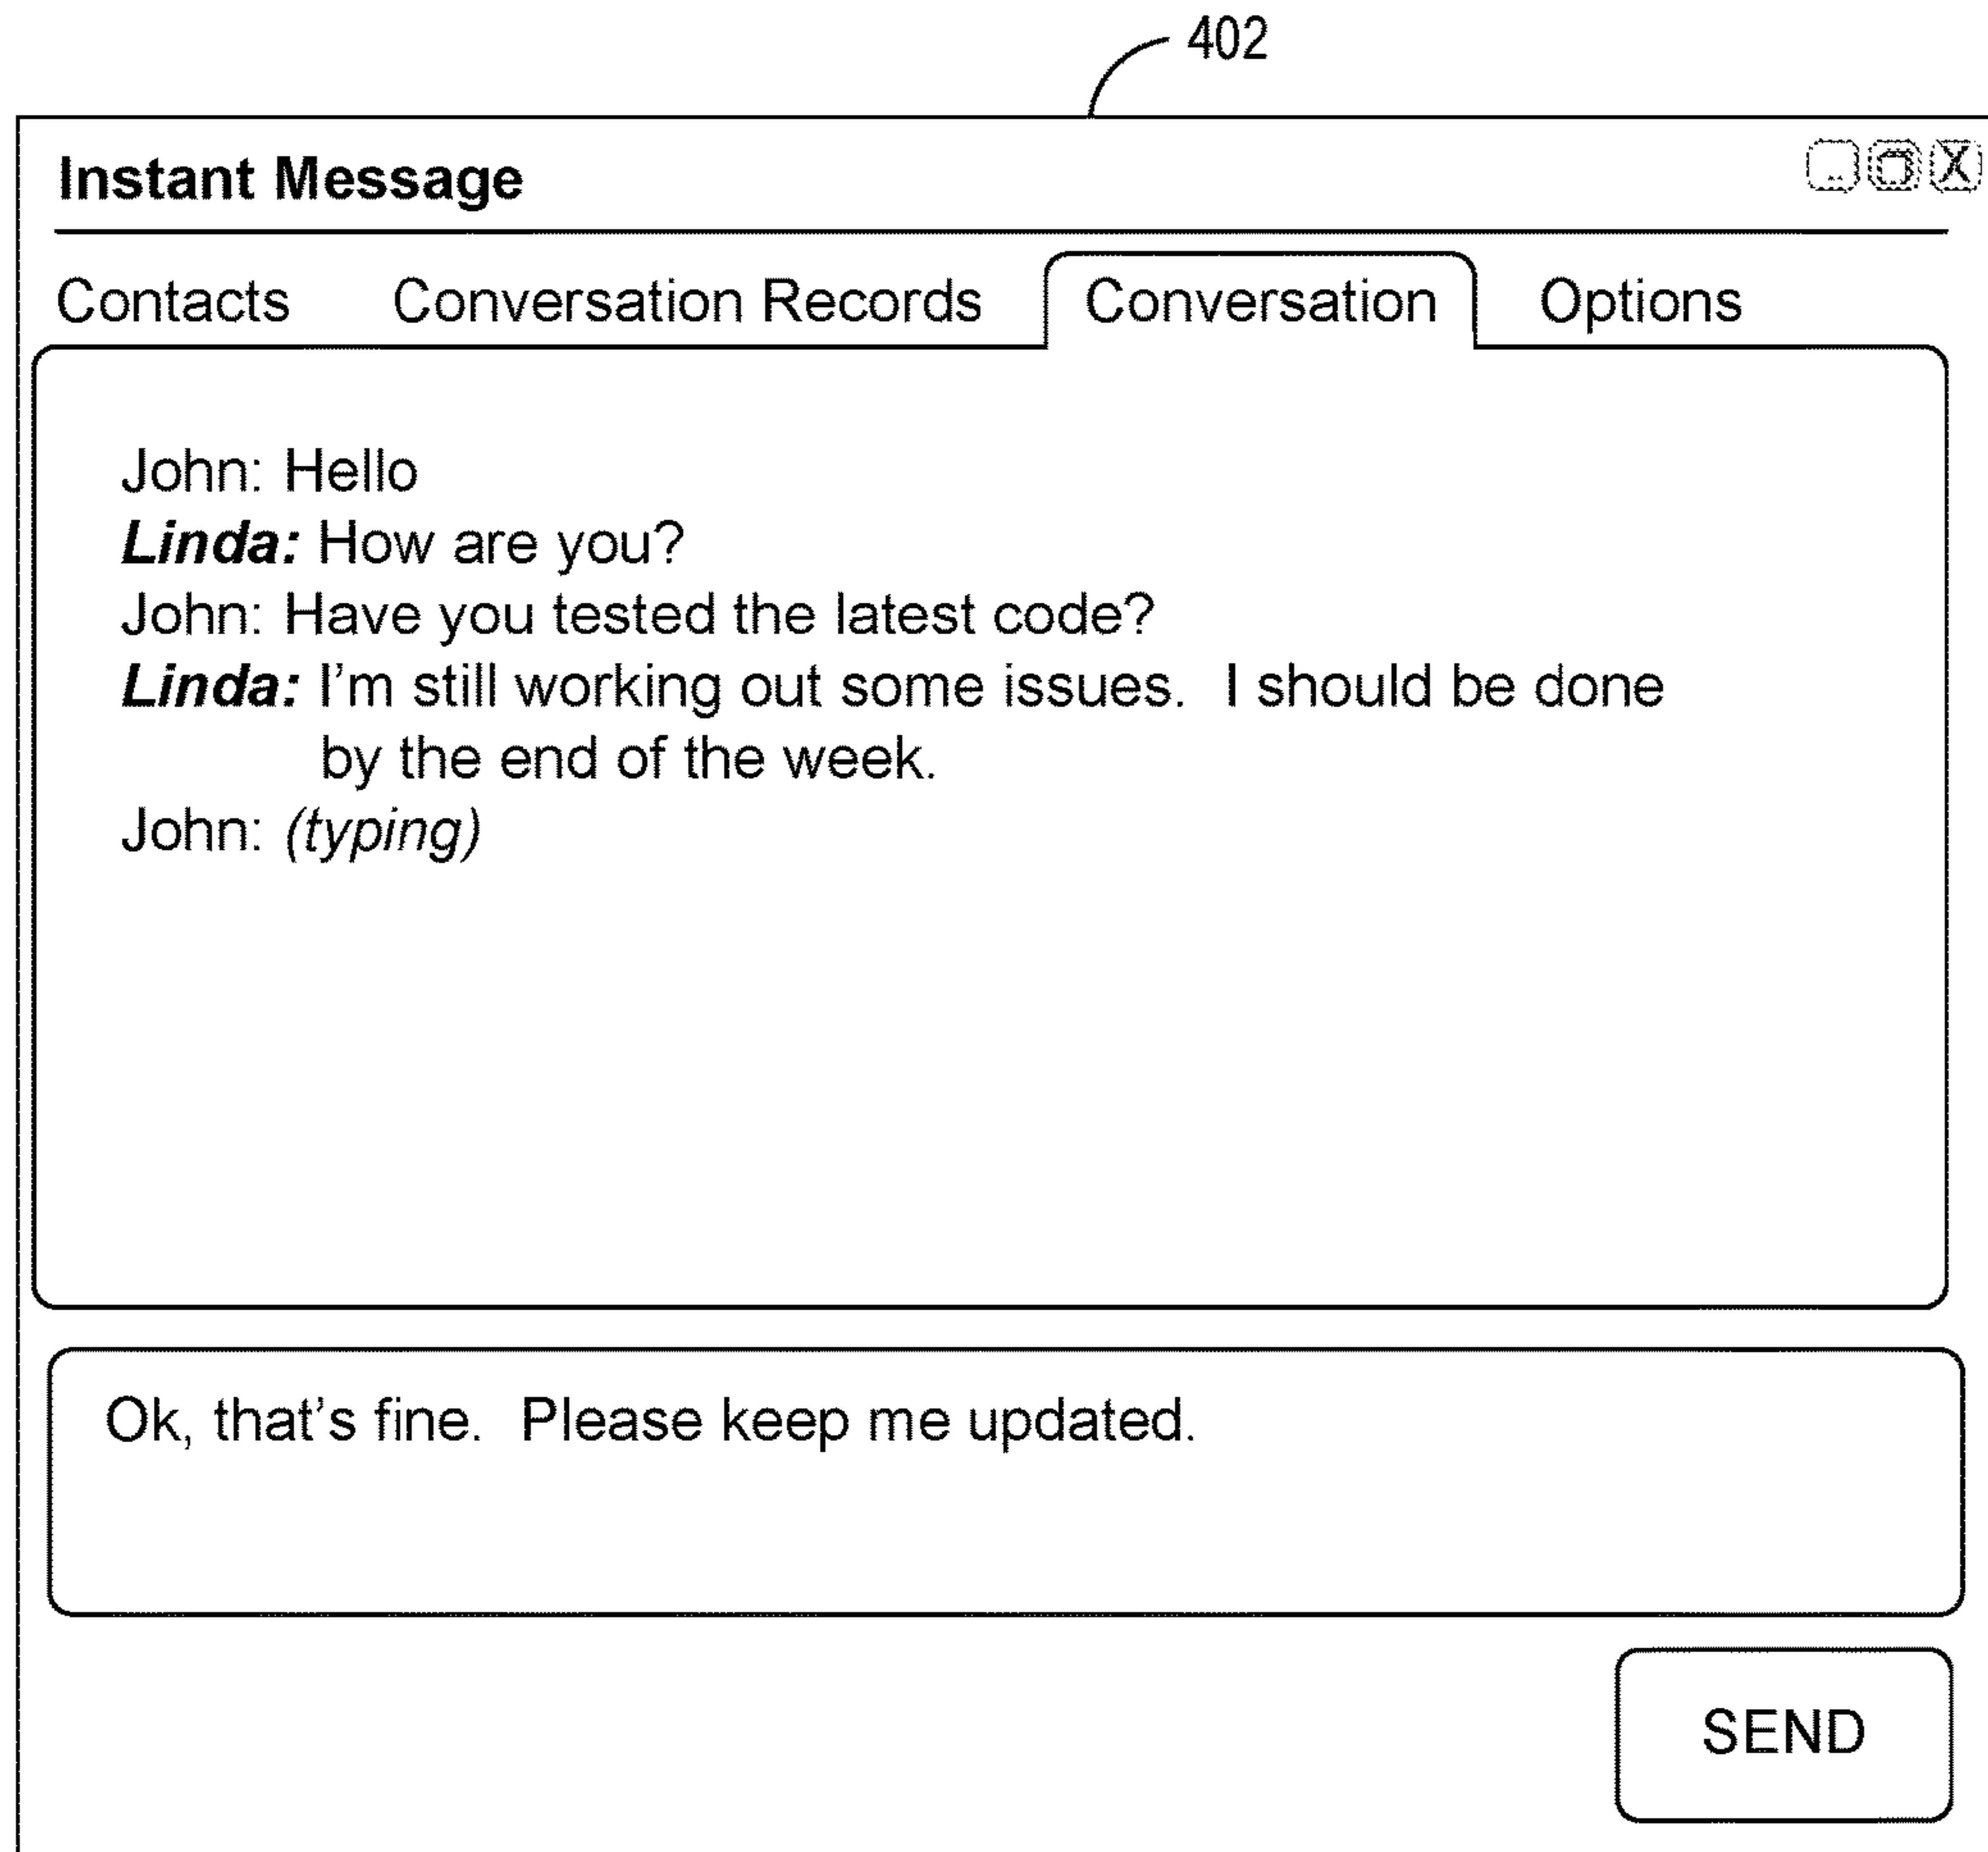 402
Instant Message
Contacts Conversation Records Conversation Options
John: Hello
Linda: How are you?
John: Have you tested the latest code?
Linda: I’m still working out some issues.  I should be done
by the end of the week.
John: (typing)
Ok, that’s fine.  Please keep me updated.
SEND